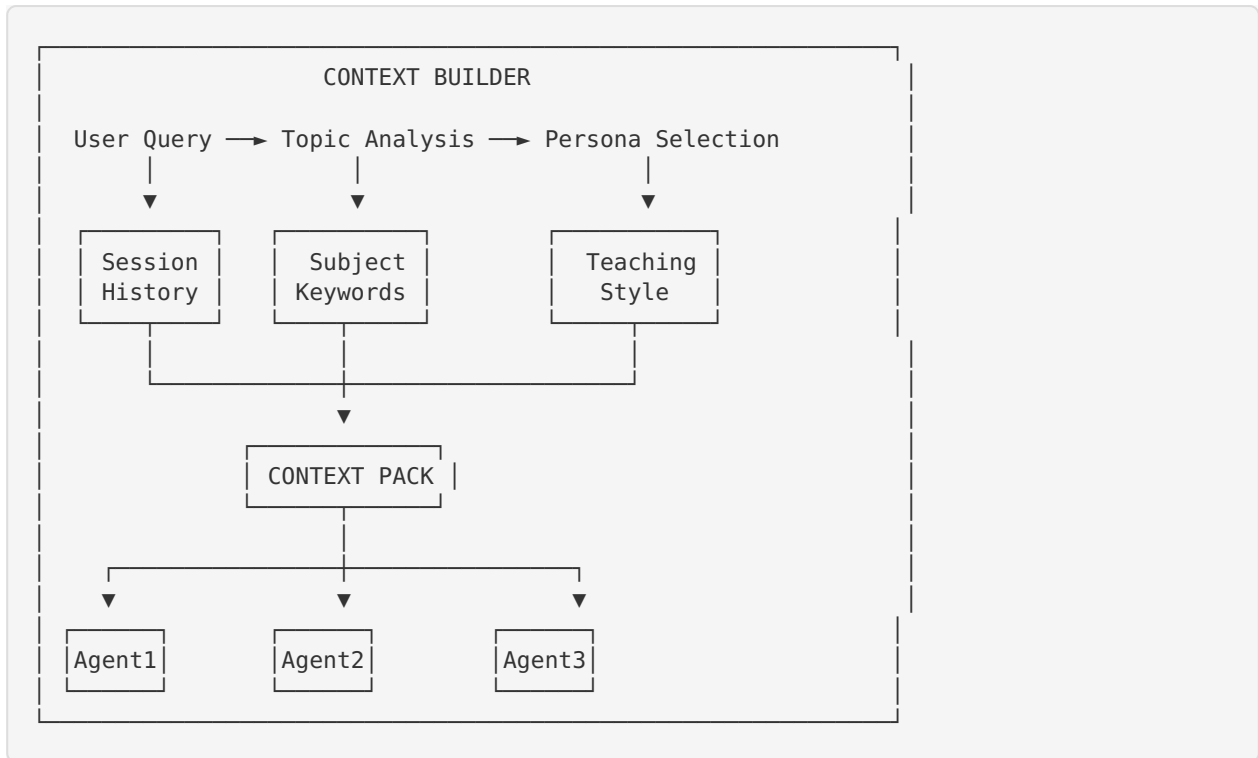 CONTEXT BUILDER
User Query ──► Topic Analysis ──► Persona Selection
Session Subject Teaching
History Keywords Style
CONTEXT PACK
Agent1 Agent2 Agent3